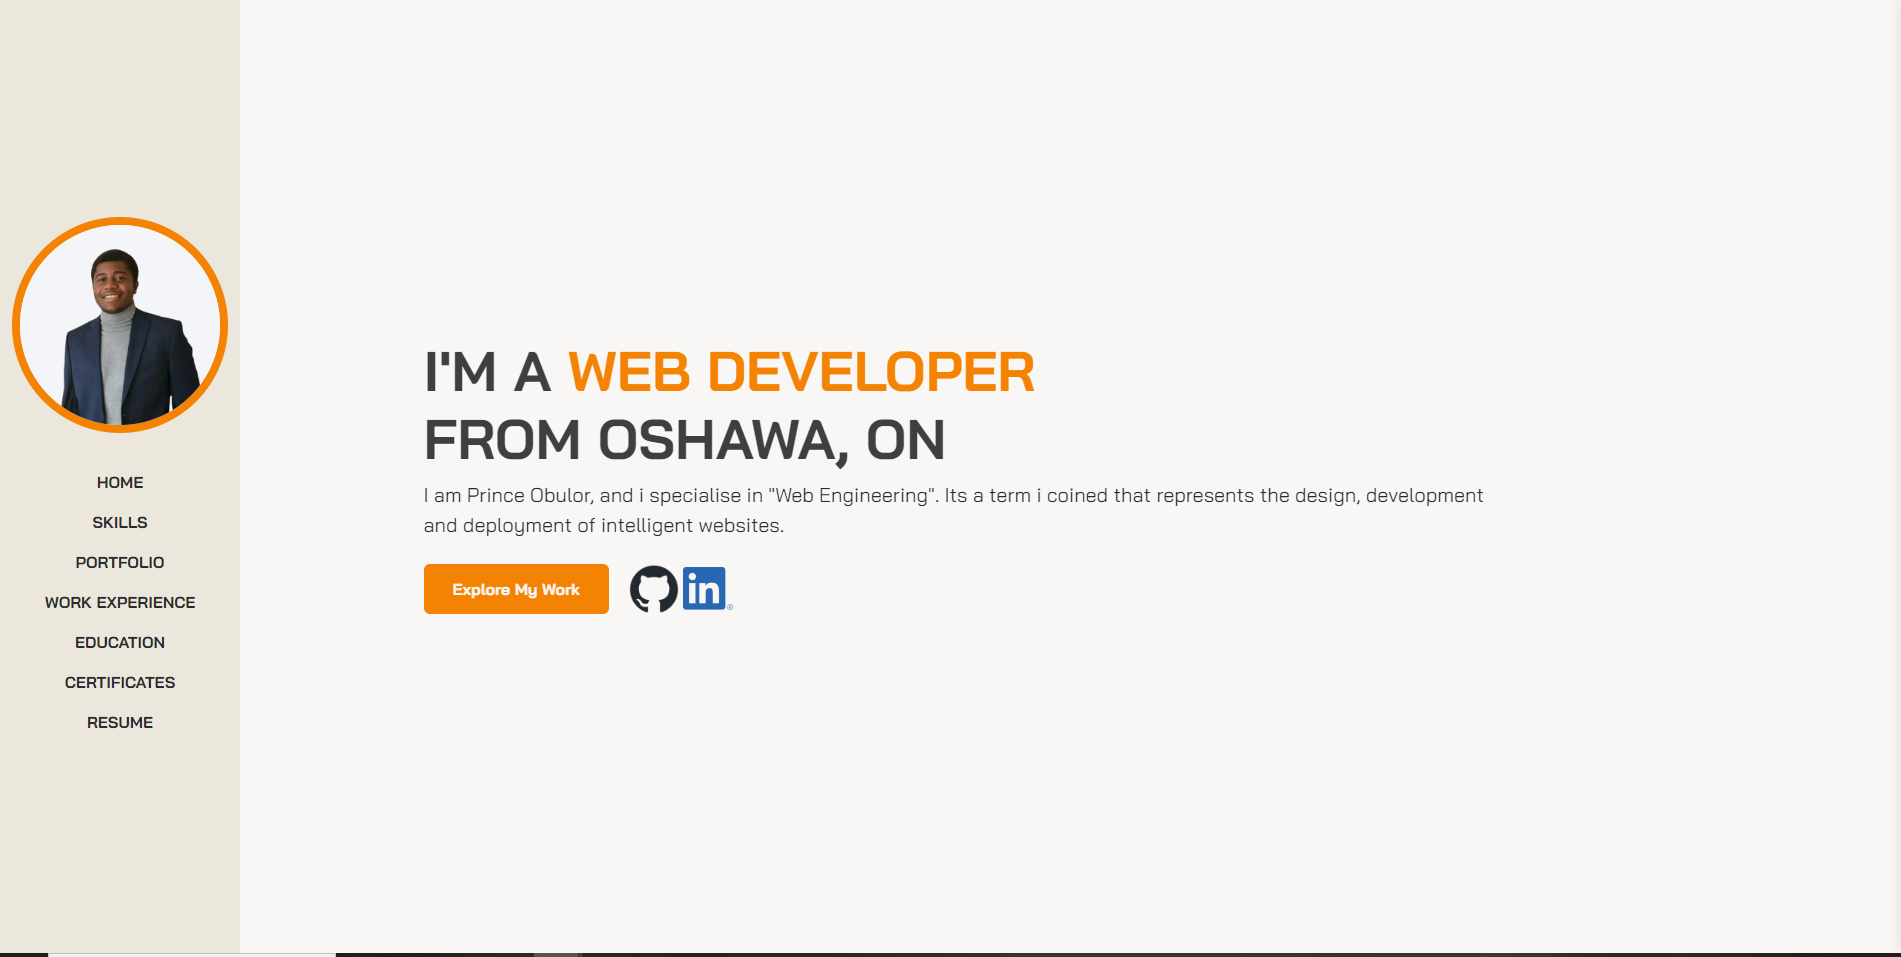 HOME
SKILLS
PORTFOLIO
WORK EXPERIENCE
EDUCATION
CERTIFICATES
RESUME
I'M A WEB DEVELOPER
FROM OSHAWA, ON
I am Prince Obulor, and i specialise in "Web Engineering". Its a term i coined that represents the design, development
and deployment of intelligent websites.
Explore My Work
in ®